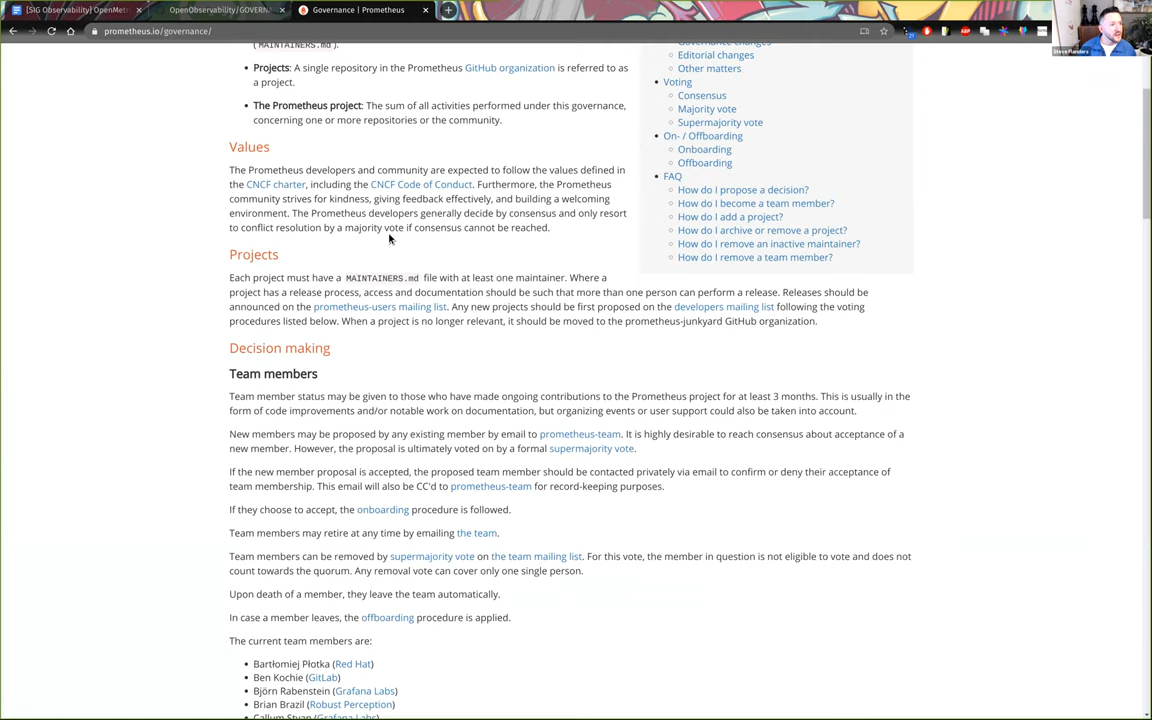 [SIG Observability] OpenMet
OpenObservability/GOVERNA
Governance | Prometheus
prometheus.io/governance/
21
ABP
Steve Flanders
(MAINTAINERS.md).
Projects: A single repository in the Prometheus GitHub organization is referred to as
a project.
The Prometheus project: The sum of all activities performed under this governance,
concerning one or more repositories or the community.
Governance changes
Editorial changes
Other matters
Voting
Consensus
Majority vote
Supermajority vote
On- / Offboarding
Onboarding
Offboarding
FAQ
How do I propose a decision?
How do I become a team member?
How do I add a project?
How do I archive or remove a project?
How do I remove an inactive maintainer?
How do I remove a team member?
Values
The Prometheus developers and community are expected to follow the values defined in
the CNCF charter, including the CNCF Code of Conduct. Furthermore, the Prometheus
community strives for kindness, giving feedback effectively, and building a welcoming
environment. The Prometheus developers generally decide by consensus and only resort
to conflict resolution by a majority vote if consensus cannot be reached.
Projects
Each project must have a MAINTAINERS.md file with at least one maintainer. Where a
project has a release process, access and documentation should be such that more than one person can perform a release. Releases should be
announced on the prometheus-users mailing list. Any new projects should be first proposed on the developers mailing list following the voting
procedures listed below. When a project is no longer relevant, it should be moved to the prometheus-junkyard GitHub organization.
Decision making
Team members
Team member status may be given to those who have made ongoing contributions to the Prometheus project for at least 3 months. This is usually in the
form of code improvements and/or notable work on documentation, but organizing events or user support could also be taken into account.
New members may be proposed by any existing member by email to prometheus-team. It is highly desirable to reach consensus about acceptance of a
new member. However, the proposal is ultimately voted on by a formal supermajority vote.
If the new member proposal is accepted, the proposed team member should be contacted privately via email to confirm or deny their acceptance of
team membership. This email will also be CC'd to prometheus-team for record-keeping purposes.
If they choose to accept, the onboarding procedure is followed.
Team members may retire at any time by emailing the team.
Team members can be removed by supermajority vote on the team mailing list. For this vote, the member in question is not eligible to vote and does not
count towards the quorum. Any removal vote can cover only one single person.
Upon death of a member, they leave the team automatically.
In case a member leaves, the offboarding procedure is applied.
The current team members are:
Bartłomiej Płotka (Red Hat)
Ben Kochie (GitLab)
Björn Rabenstein (Grafana Labs)
Brian Brazil (Robust Perception)
Callum Styan (Grafana Labs)